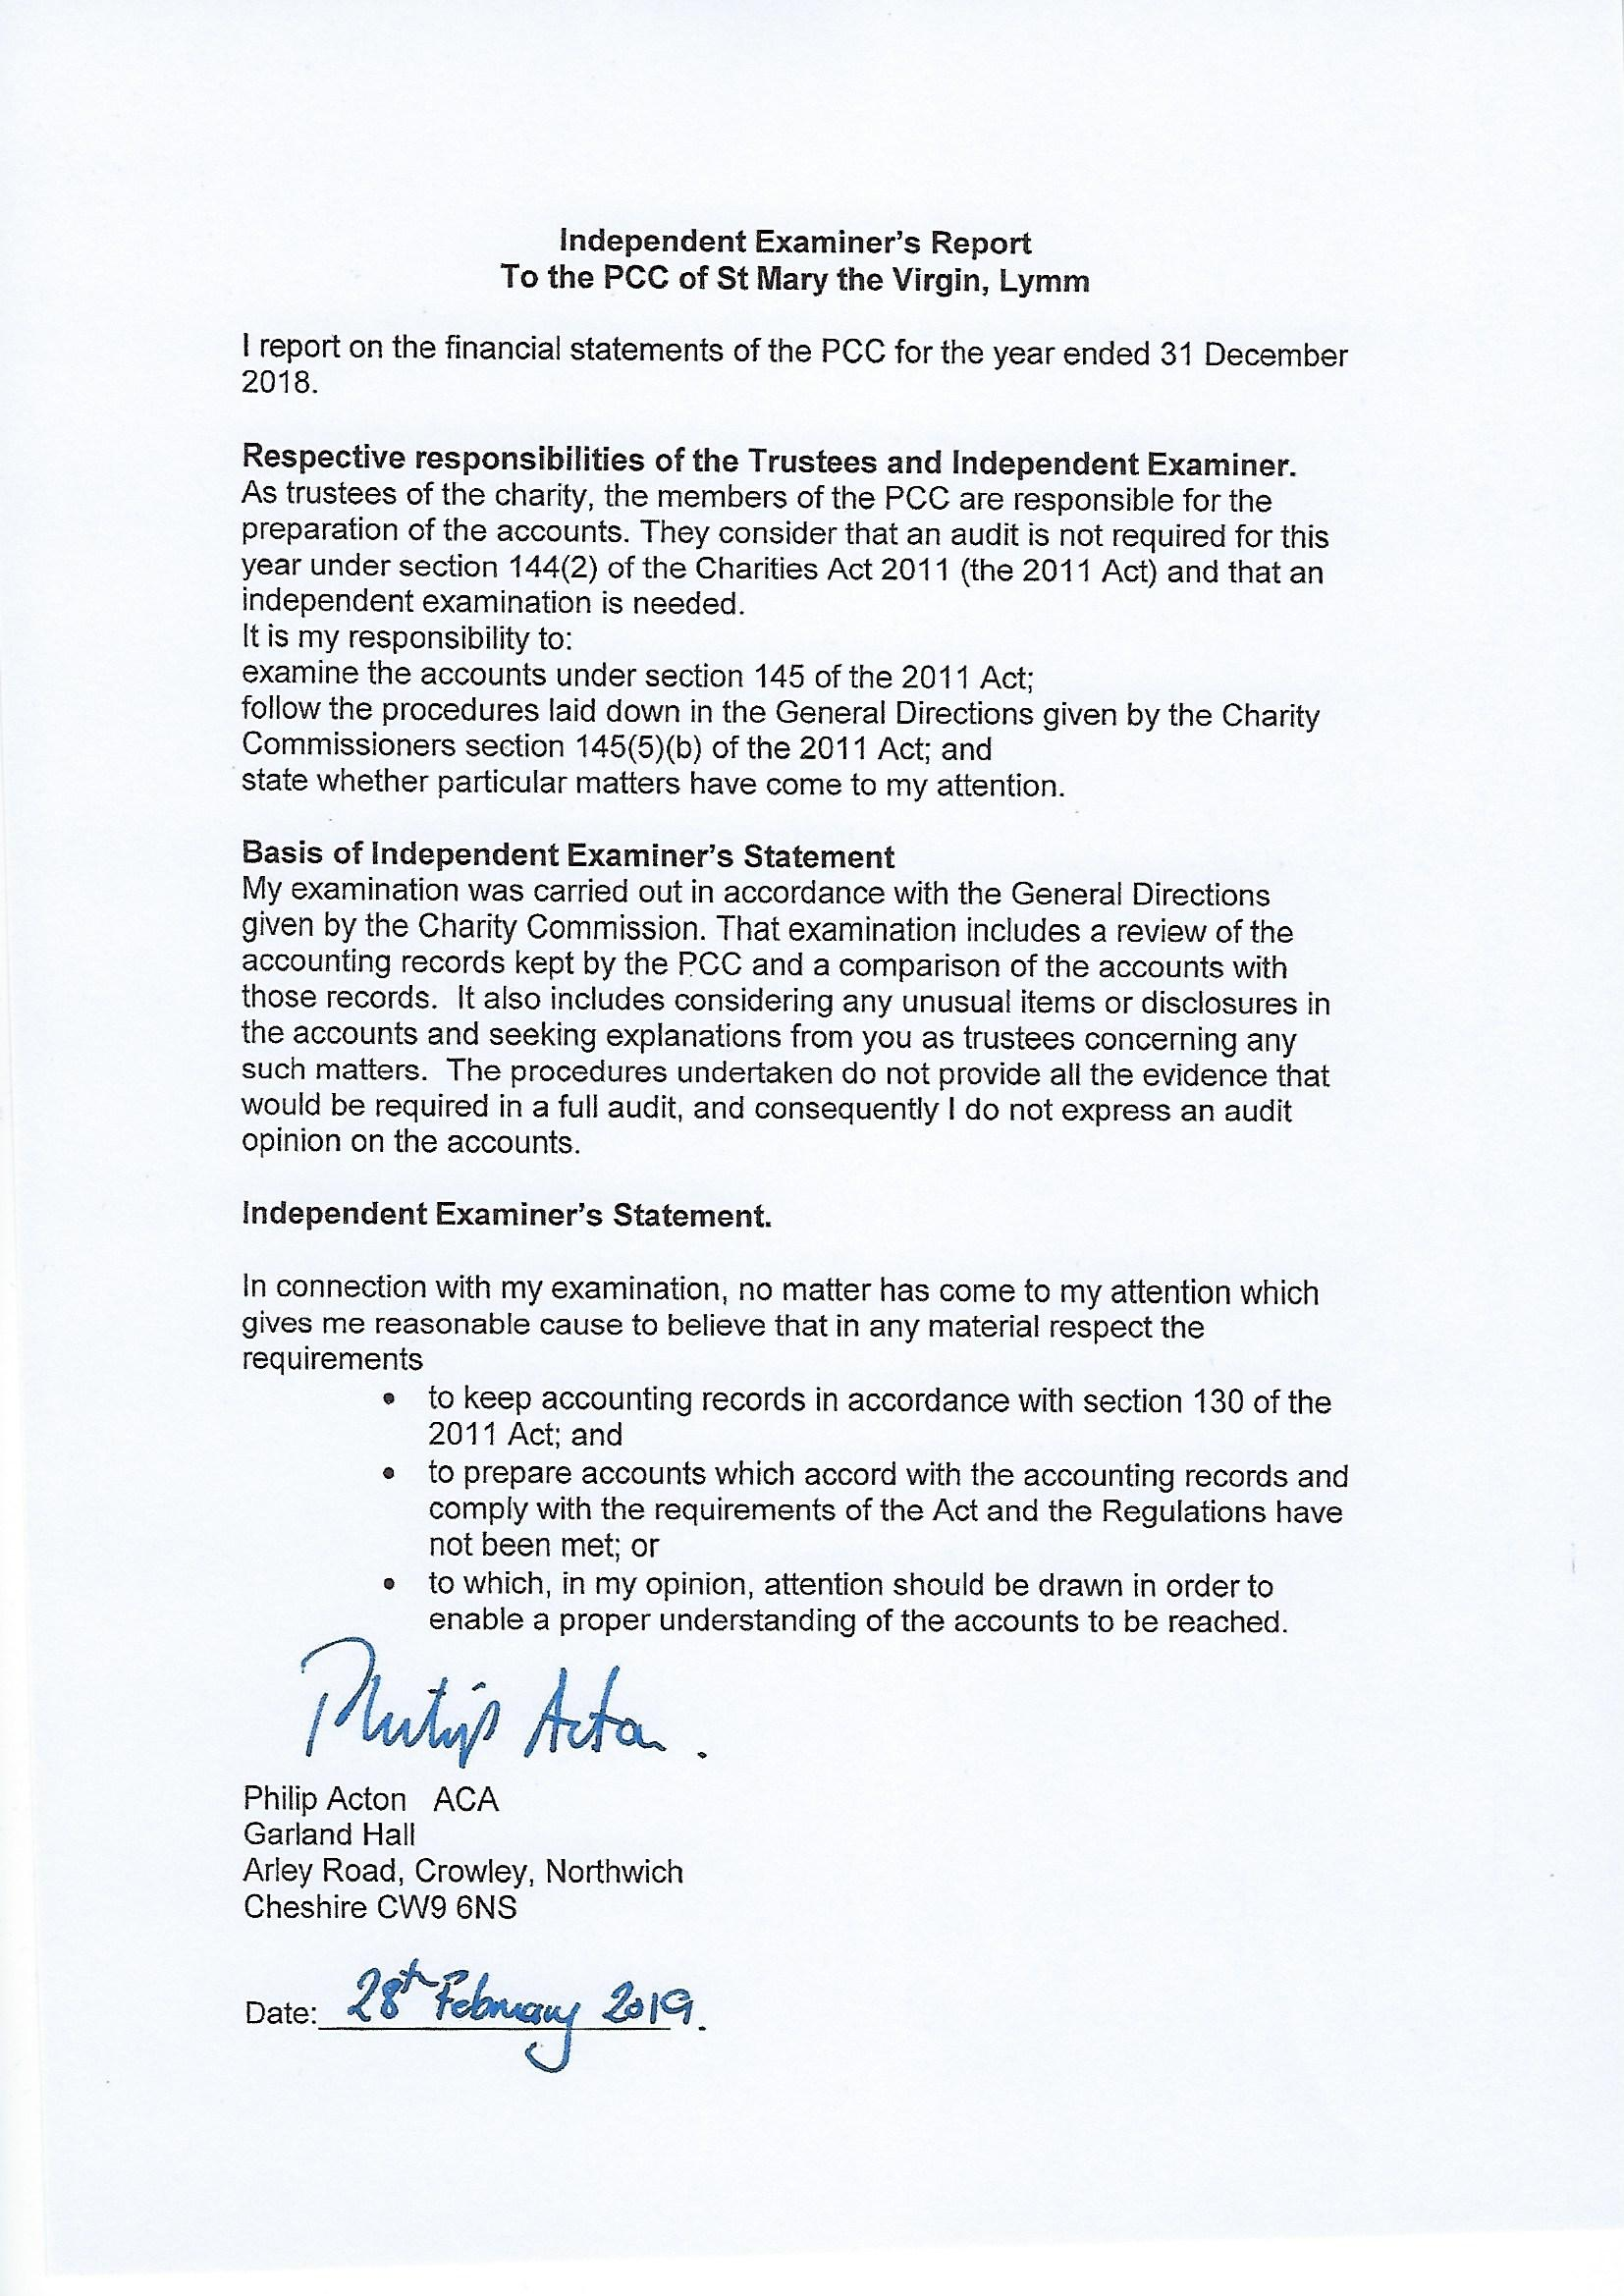 Independent Examiner's Report
To the PCC of St Mary the Virgin, Lymm
I report on the financial statements of the PCC for the year ended 31 December
2018.
Respective responsibilities of the Trustees and Independent Examiner.
As trustees of the charity, the members of the PCC are responsible for the
preparation of the accounts. They consider that an audit is not required for this
year under section 144(2) of the Charities Act 2011 (the 2011 Act) and that an
independent examination is needed.
It is my responsibility to:
examine the accounts under section 145 of the 2011 Act;
follow the procedures laid down in the General Directions given by the Charity
Commissioners section 145(5)(b) of the 2011 Act; and
state whether particular matters have come to my attention.
Basis of Independent Examiner's Statement
My examination was carried out in accordance with the General Directions
given by the Charity Commission. That examination includes a review of the
accounting records kept by the PCC and a comparison of the accounts with
those records. It also includes considering any unusual items or disclosures in
the accounts and seeking explanations from you as trustees concerning any
such matters. The procedures undertaken do not provide all the evidence that
would be required in a full audit, and consequently I do not express an audit
opinion on the accounts.
Independent Examiner's Statement.
In connection with my examination, no matter has come to my attention which
gives me reasonable cause to believe that in any material respect the
requirements
• to keep accounting records in accordance with section 130 of the
2011 Act; and
• to prepare accounts which accord with the accounting records and
comply with the requirements of the Act and the Regulations have
not been met; or
• to which, in my opinion, attention should be drawn in order to
enable a proper understanding of the accounts to be reached.
Philip Acton.
Philip Acton ACA
Garland Hall
Arley Road, Crowley, Northwich
Cheshire CW9 6NS
Date: 28th February 2019.